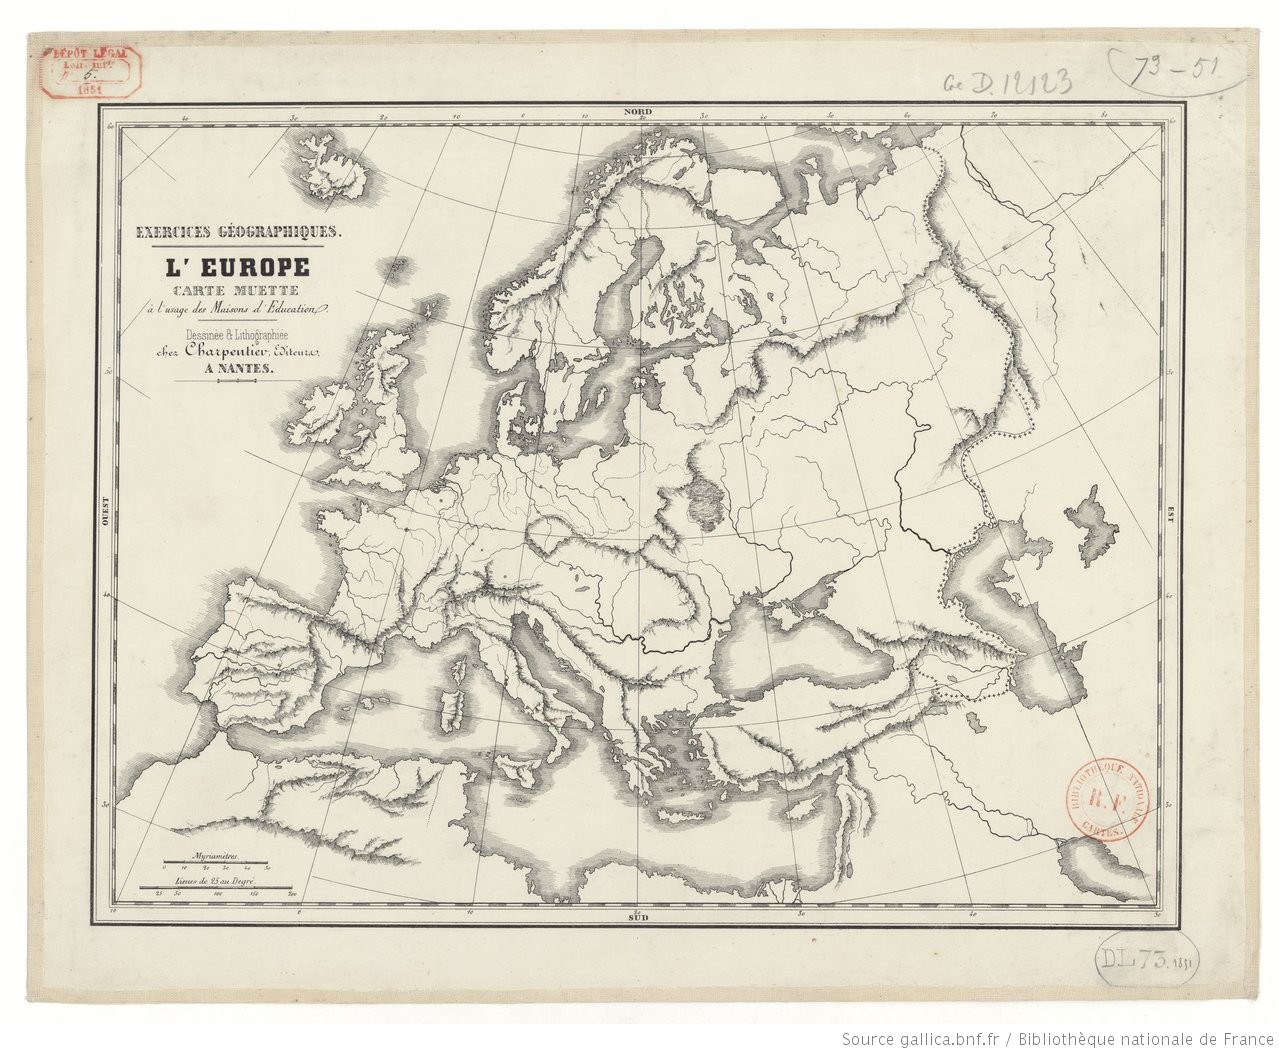 DÉPÔT LÉGAL
Loire Infre
No 5.
1851
Ge D. 12123
73-51
NORD
EXERCICES GÉOGRAPHIQUES.
L' EUROPE
CARTE MUETTE
à l'usage des Maisons d'Education.
Dessinée & Lithographiée
chez Charpentier, Editeur,
A NANTES.
OUEST
EST
BIBLIOTHÈQUE NATIONALE
R.F.
CARTES.
Myriamètres.
0 10 20 30 40 50
Lieues de 25 au Degré.
25 50 100 150 200
SUD
DL 73.1851
Source gallica.bnf.fr / Bibliothèque nationale de France